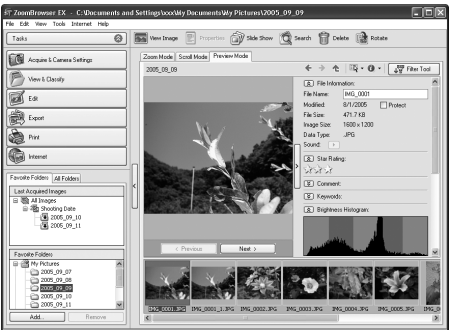 ZoomBrowser EX - C:\Documents and Settings\xxx\My Documents\My Pictures\2005_09_09
File Edit View Tools Internet Help
Tasks
View Image Properties Slide Show Search Trash Rotate
Acquire & Camera Settings
View & Classify
Edit
Export
Print
Internet
Favorite Folders All Folders
Last Acquired Images
All Images
Shooting Date
2005_09_10
2005_09_11
Favorite Folders
My Pictures
2005_09_07
2005_09_08
2005_09_09
2005_09_10
2005_09_11
Add... Remove
Zoom Mode Scroll Mode Preview Mode
2005_09_09
Filter Tool
< Previous Next >
File Information:
File Name: IMG_0001
Modified: 8/1/2005 Protect
File Size: 471.7 KB
Image Size: 1600 x 1200
Data Type: JPG
Sound:
Star Rating:
Comment:
Keywords:
Brightness Histogram:
IMG_0001.JPG IMG_0001_1.JPG IMG_0002.JPG IMG_0003.JPG IMG_0004.JPG IMG_0005.JPG